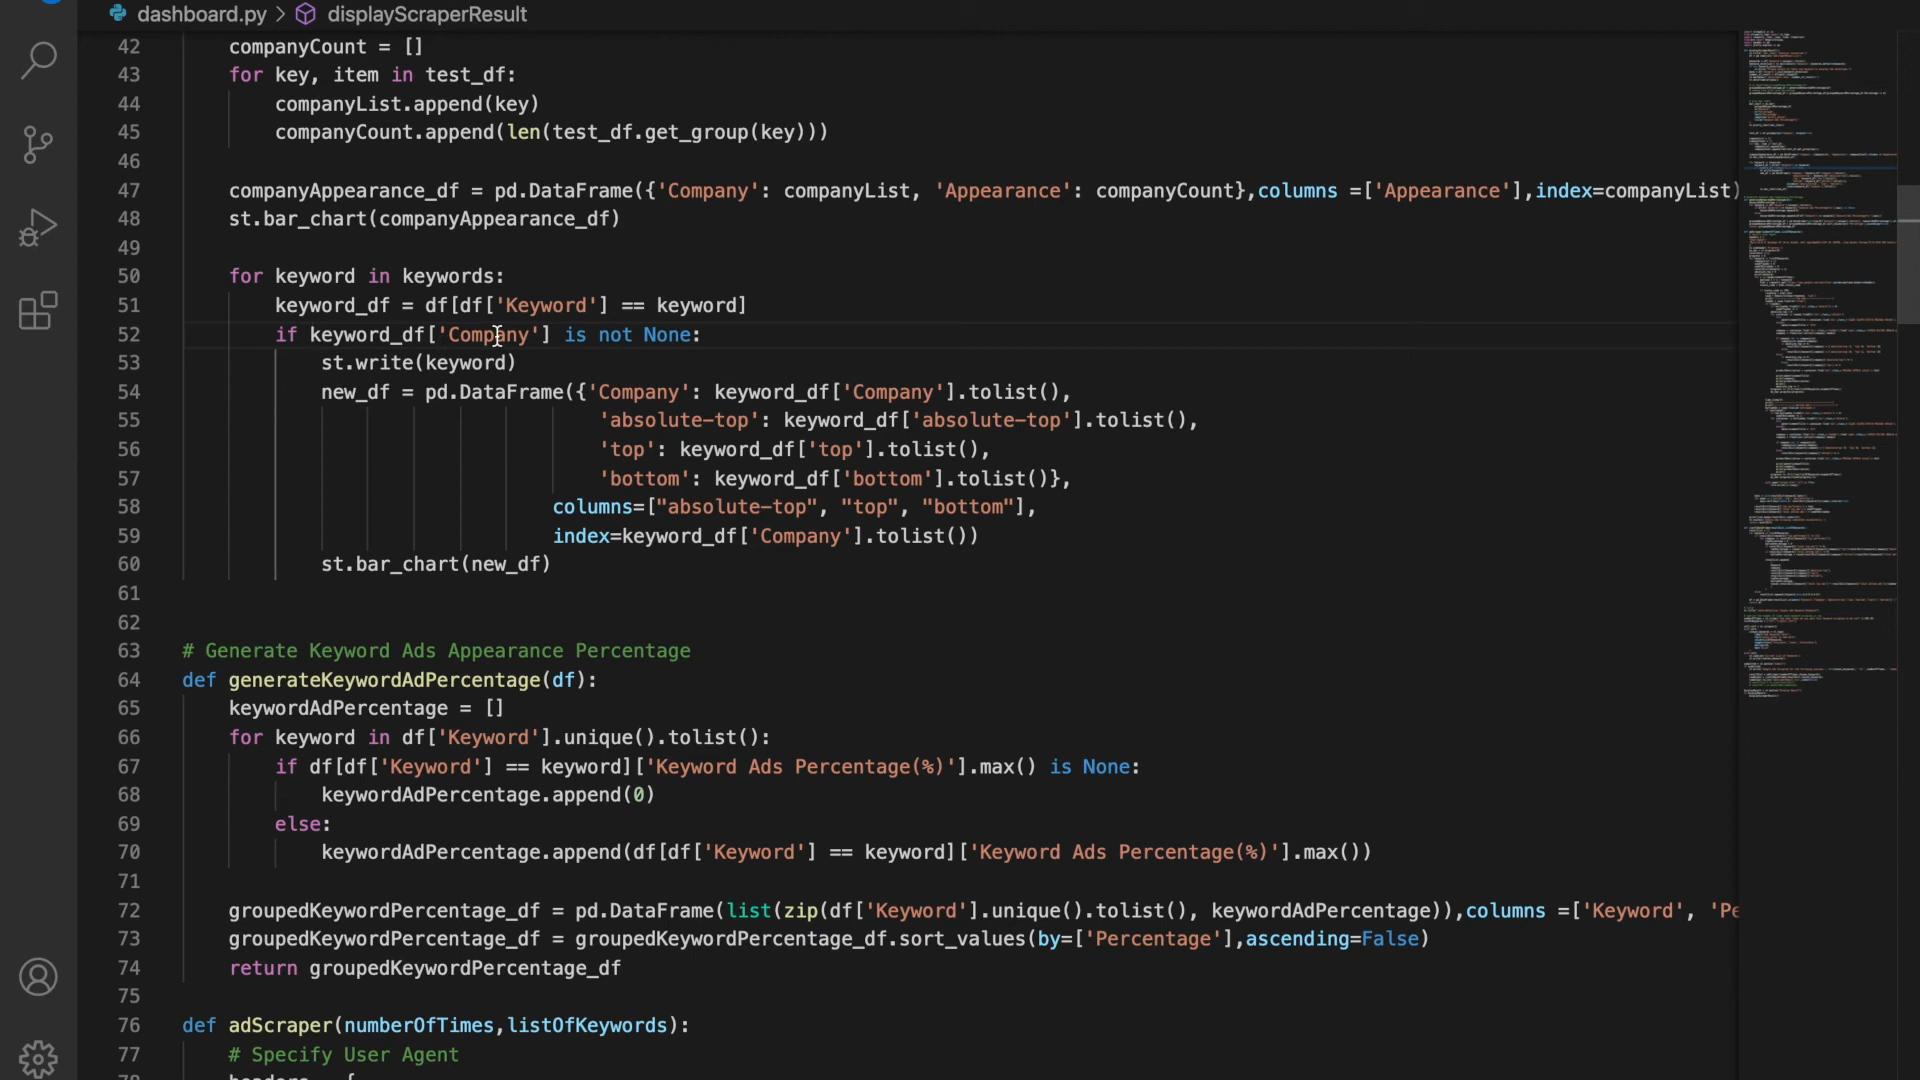 dashboard.py > displayScraperResult
42 companyCount = []
43 for key, item in test_df:
44 companyList.append(key)
45 companyCount.append(len(test_df.get_group(key)))
46
47 companyAppearance_df = pd.DataFrame({'Company': companyList, 'Appearance': companyCount},columns =['Appearance'],index=companyList)
48 st.bar_chart(companyAppearance_df)
49
50 for keyword in keywords:
51 keyword_df = df[df['Keyword'] == keyword]
52 if keyword_df['Company'] is not None:
53 st.write(keyword)
54 new_df = pd.DataFrame({'Company': keyword_df['Company'].tolist(),
55 'absolute-top': keyword_df['absolute-top'].tolist(),
56 'top': keyword_df['top'].tolist(),
57 'bottom': keyword_df['bottom'].tolist()},
58 columns=["absolute-top", "top", "bottom"],
59 index=keyword_df['Company'].tolist())
60 st.bar_chart(new_df)
61
62
63 # Generate Keyword Ads Appearance Percentage
64 def generateKeywordAdPercentage(df):
65 keywordAdPercentage = []
66 for keyword in df['Keyword'].unique().tolist():
67 if df[df['Keyword'] == keyword]['Keyword Ads Percentage(%)'].max() is None:
68 keywordAdPercentage.append(0)
69 else:
70 keywordAdPercentage.append(df[df['Keyword'] == keyword]['Keyword Ads Percentage(%)'].max())
71
72 groupedKeywordPercentage_df = pd.DataFrame(list(zip(df['Keyword'].unique().tolist(), keywordAdPercentage)),columns =['Keyword', 'Pe
73 groupedKeywordPercentage_df = groupedKeywordPercentage_df.sort_values(by=['Percentage'],ascending=False)
74 return groupedKeywordPercentage_df
75
76 def adScraper(numberOfTimes,listOfKeywords):
77 # Specify User Agent